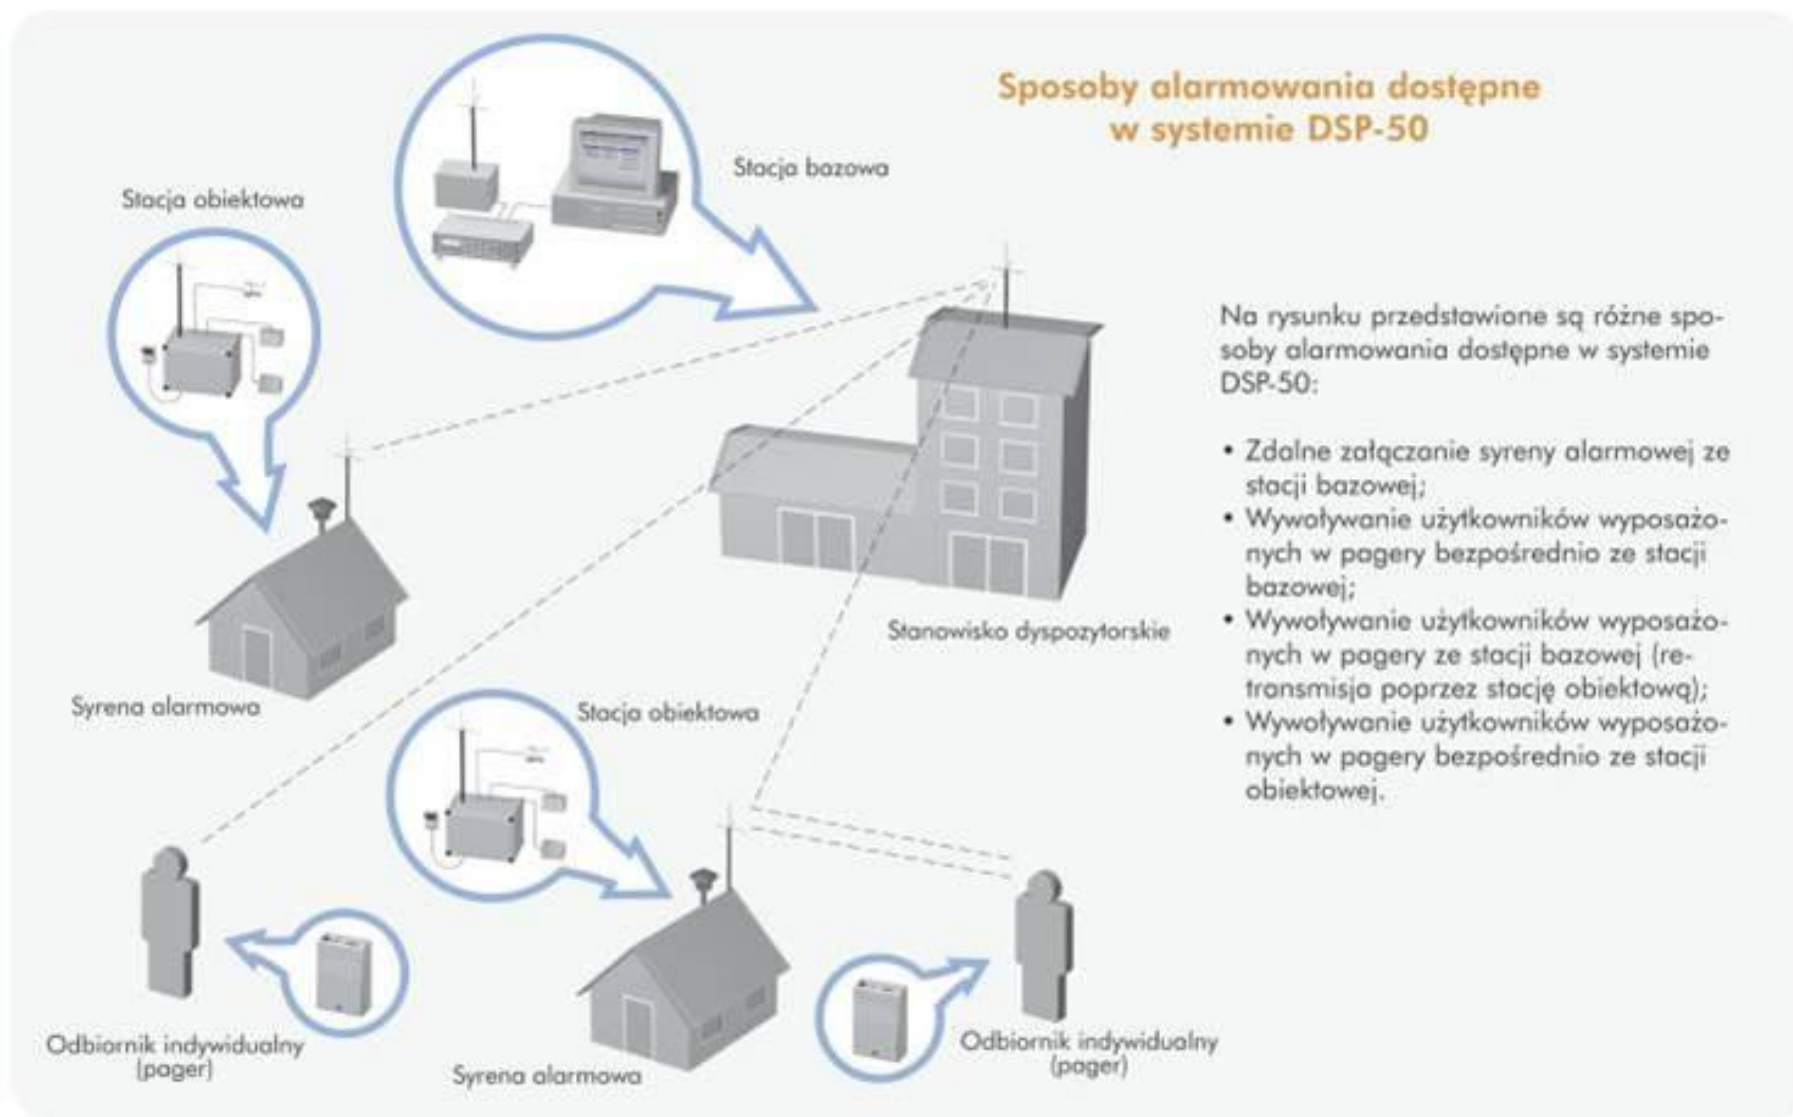 Sposoby alarmowania dostępne
w systemie DSP-50
Stacja bazowa
Stacja obiektowa
Na rysunku przedstawione są różne spo-
soby alarmowania dostępne w systemie
DSP-50:
• Zdalne załączanie syreny alarmowej ze
stacji bazowej;
• Wywoływanie użytkowników wyposażo-
nych w pagery bezpośrednio ze stacji
bazowej;
• Wywoływanie użytkowników wyposażo-
nych w pagery ze stacji bazowej (re-
transmisja poprzez stację obiektową);
• Wywoływanie użytkowników wyposażo-
nych w pagery bezpośrednio ze stacji
obiektowej.
Stanowisko dyspozytorskie
Syrena alarmowa
Stacja obiektowa
Odbiornik indywidualny
(pager)
Syrena alarmowa
Odbiornik indywidualny
(pager)